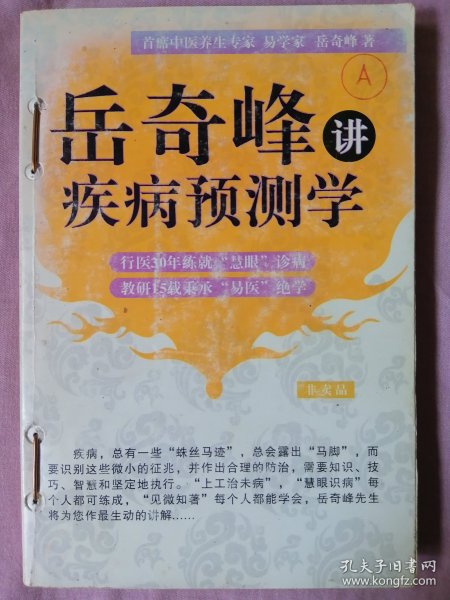 首席中医养生专家 易学家 岳奇峰 著
A
岳奇峰讲
疾病预测学
行医30年练就“慧眼”诊病
教研15载秉承“易医”绝学
非卖品
疾病，总有一些“蛛丝马迹”，总会露出“马脚”，而
要识别这些微小的征兆，并作出合理的防治，需要知识、技
巧、智慧和坚定地执行。“上工治未病”，“慧眼识病”每
个人都可练成，“见微知著”每个人都能学会，岳奇峰先生
将为您作最生动的讲解……
孔夫子旧书网
www.kongfz.com